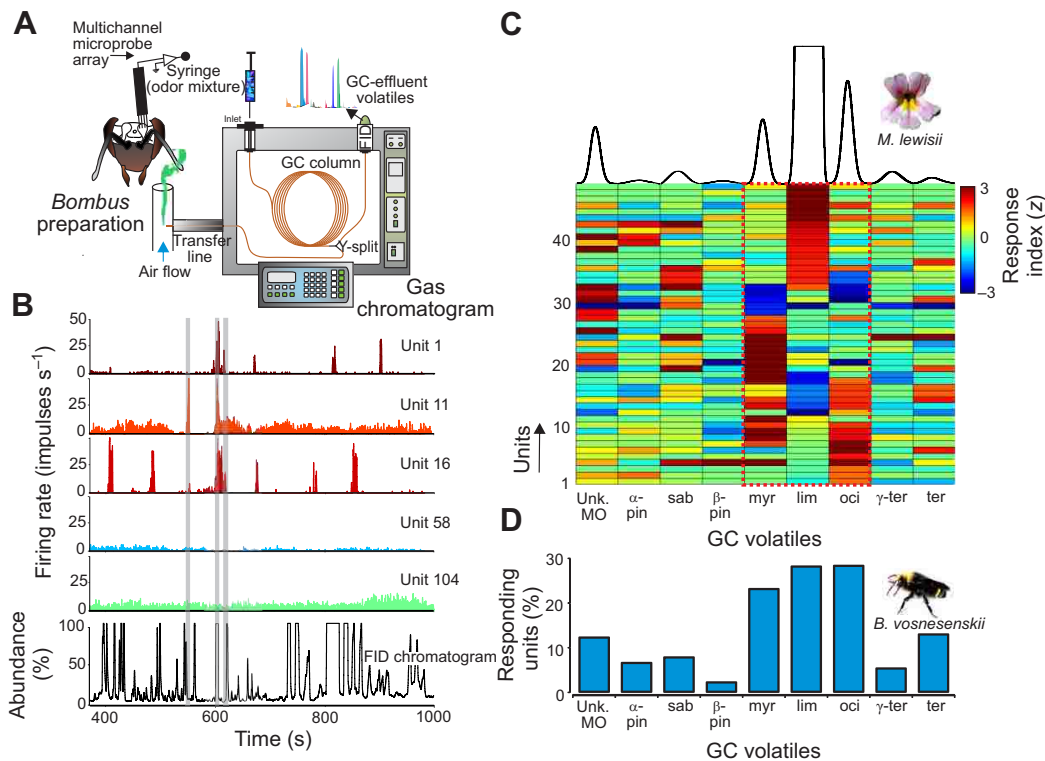 A
Multichannel
microprobe
array
Syringe
(odor mixture)
GC-effluent
volatiles
Inlet
FID
GC column
Bombus
preparation
Y-split
Transfer
line
Air flow
Gas
chromatogram
B
Firing rate (impulses s⁻¹)
50
25
0
Unit 1
25
0
Unit 11
25
0
Unit 16
25
0
Unit 58
25
0
Unit 104
Abundance
(%)
100
50
0
FID chromatogram
400
600
800
1000
Time (s)
C
M. lewisii
3
0
–3
Response
index (z)
40
30
20
10
1
Units
Unk.
MO
α-
pin
sab
β-
pin
myr
lim
oci
γ-ter
ter
GC volatiles
D
Responding
units (%)
30
20
10
0
B. vosnesenskii
Unk.
MO
α-
pin
sab
β-
pin
myr
lim
oci
γ-ter
ter
GC volatiles